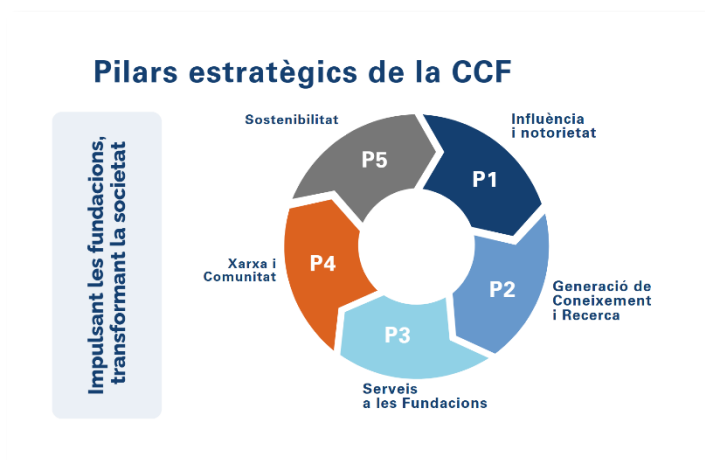 Pilars estratègics de la CCF
Impulsant les fundacions,
transformant la societat
Sostenibilitat
Influència
i notorietat
P5
P1
Xarxa i
Comunitat
P4
P2
Generació de
Coneixement
i Recerca
P3
Serveis
a les Fundacions